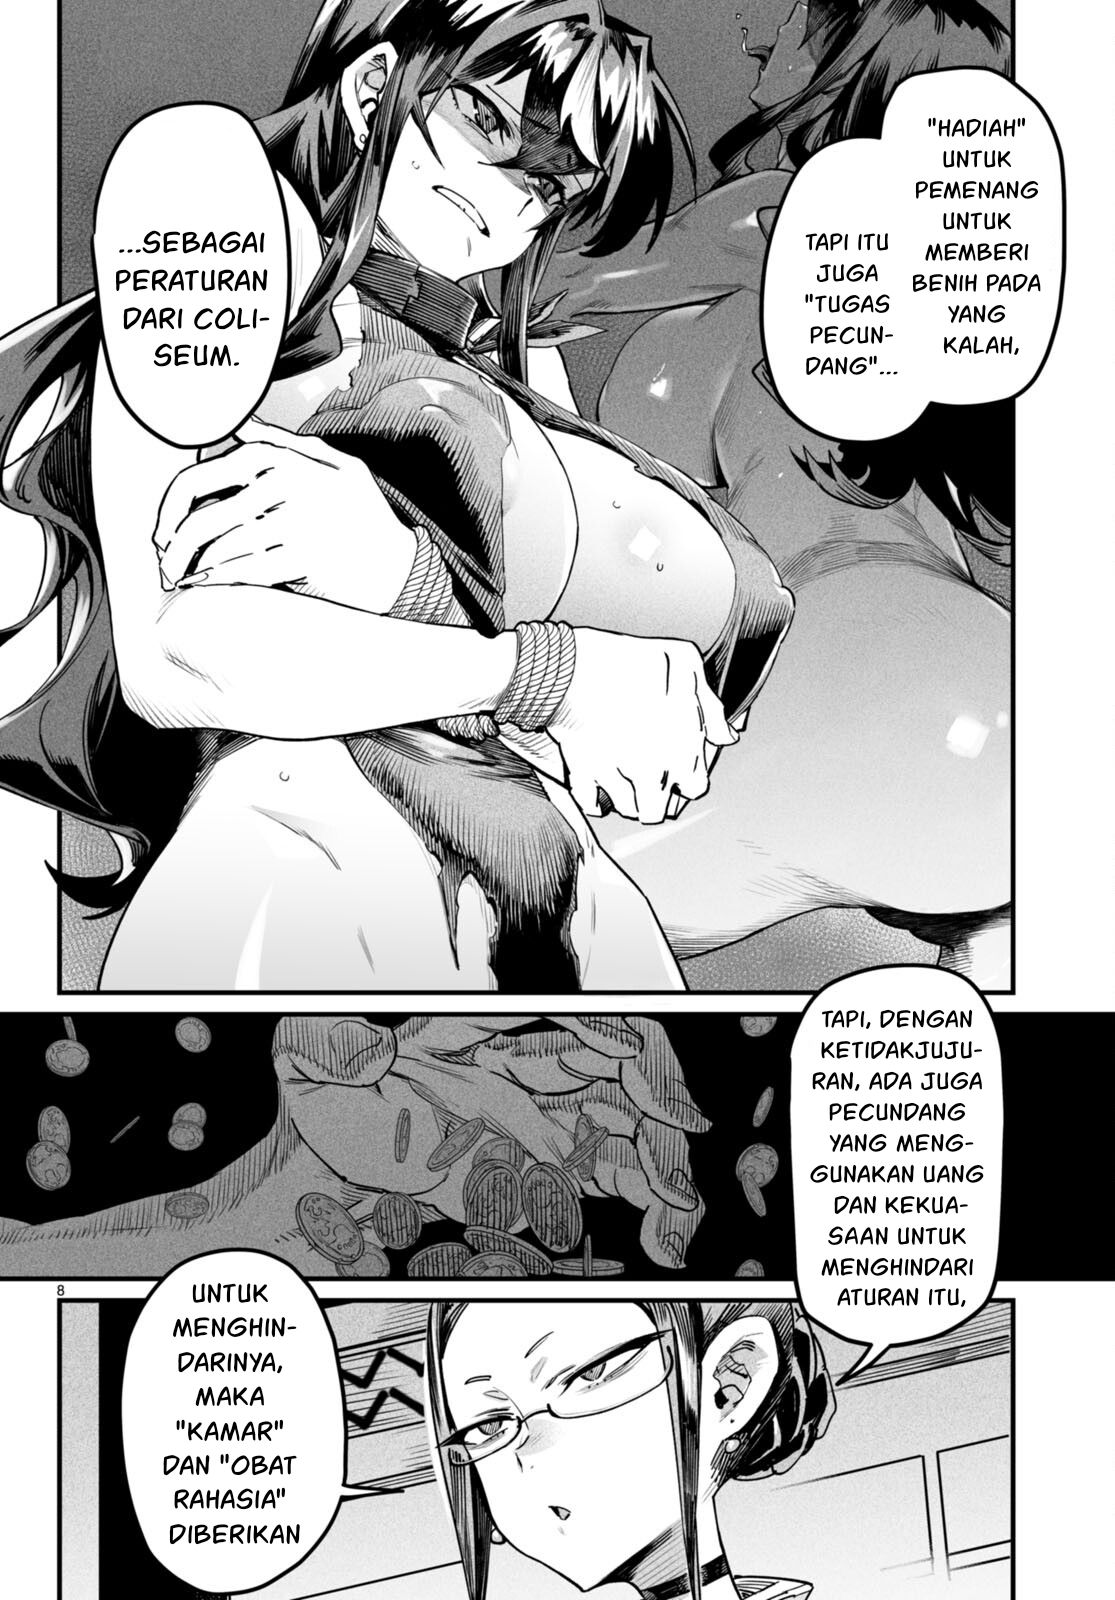 "HADIAH"
UNTUK
PEMENANG
UNTUK
MEMBERI
BENIH PADA
YANG
KALAH,
TAPI ITU
JUGA
"TUGAS
PECUN-
DANG"...
...SEBAGAI
PERATURAN
DARI COLI-
SEUM.
TAPI, DENGAN
KETIDAKJUJU-
RAN, ADA JUGA
PECUNDANG
YANG MENG-
GUNAKAN UANG
DAN KEKUA-
SAAN UNTUK
MENGHINDARI
ATURAN ITU,
8
UNTUK
MENGHIN-
DARINYA,
MAKA
"KAMAR"
DAN "OBAT
RAHASIA"
DIBERIKAN